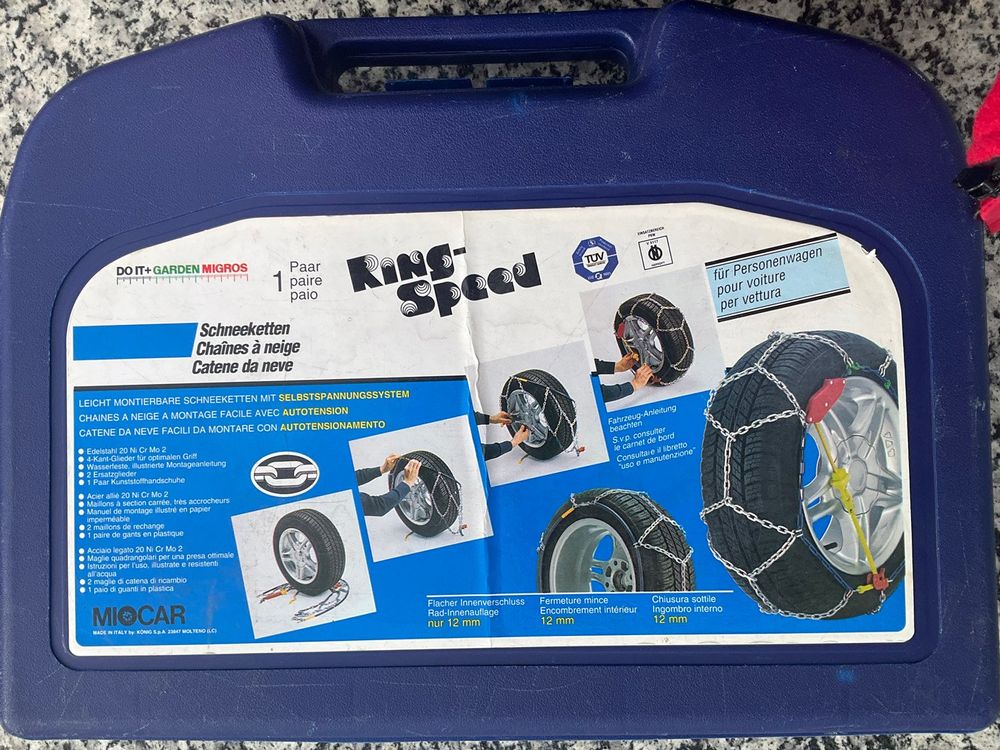 DO IT + GARDEN MIGROS
1 Paar
paire
paio
Ring-
Speed
TÜV
EINSATZBEREICH
PKW
V 5117
für Personenwagen
pour voiture
per vettura
Schneeketten
Chaînes à neige
Catene da neve
LEICHT MONTIERBARE SCHNEEKETTEN MIT SELBSTSPANNUNGSSYSTEM
CHAINES A NEIGE A MONTAGE FACILE AVEC AUTOTENSION
CATENE DA NEVE FACILI DA MONTARE CON AUTOTENSIONAMENTO
Edelstahl 20 Ni Cr Mo 2
4-Kant-Glieder für optimalen Griff
Wasserfeste, illustrierte Montageanleitung
2 Ersatzglieder
1 Paar Kunststoffhandschuhe
Acier allié 20 Ni Cr Mo 2
Maillons à section carrée, très accrocheurs
Manuel de montage illustré en papier
imperméable
2 maillons de rechange
1 paire de gants en plastique
Acciaio legato 20 Ni Cr Mo 2
Maglie quadrangolari per una presa ottimale
Istruzioni per l'uso, illustrate e resistenti
all'acqua
2 maglie di catena di ricambio
1 paio di guanti in plastica
Fahrzeug-Anleitung
beachten
S.v.p. consulter
le carnet de bord
Consultare il libretto
"uso e manutenzione"
MIOCAR
MADE IN ITALY by: KÖNIG S.p.A. 23847 MOLTENO (LC)
Flacher Innenverschluss
Rad-Innenauflage
nur 12 mm
Fermeture mince
Encombrement intérieur
12 mm
Chiusura sottile
Ingombro interno
12 mm